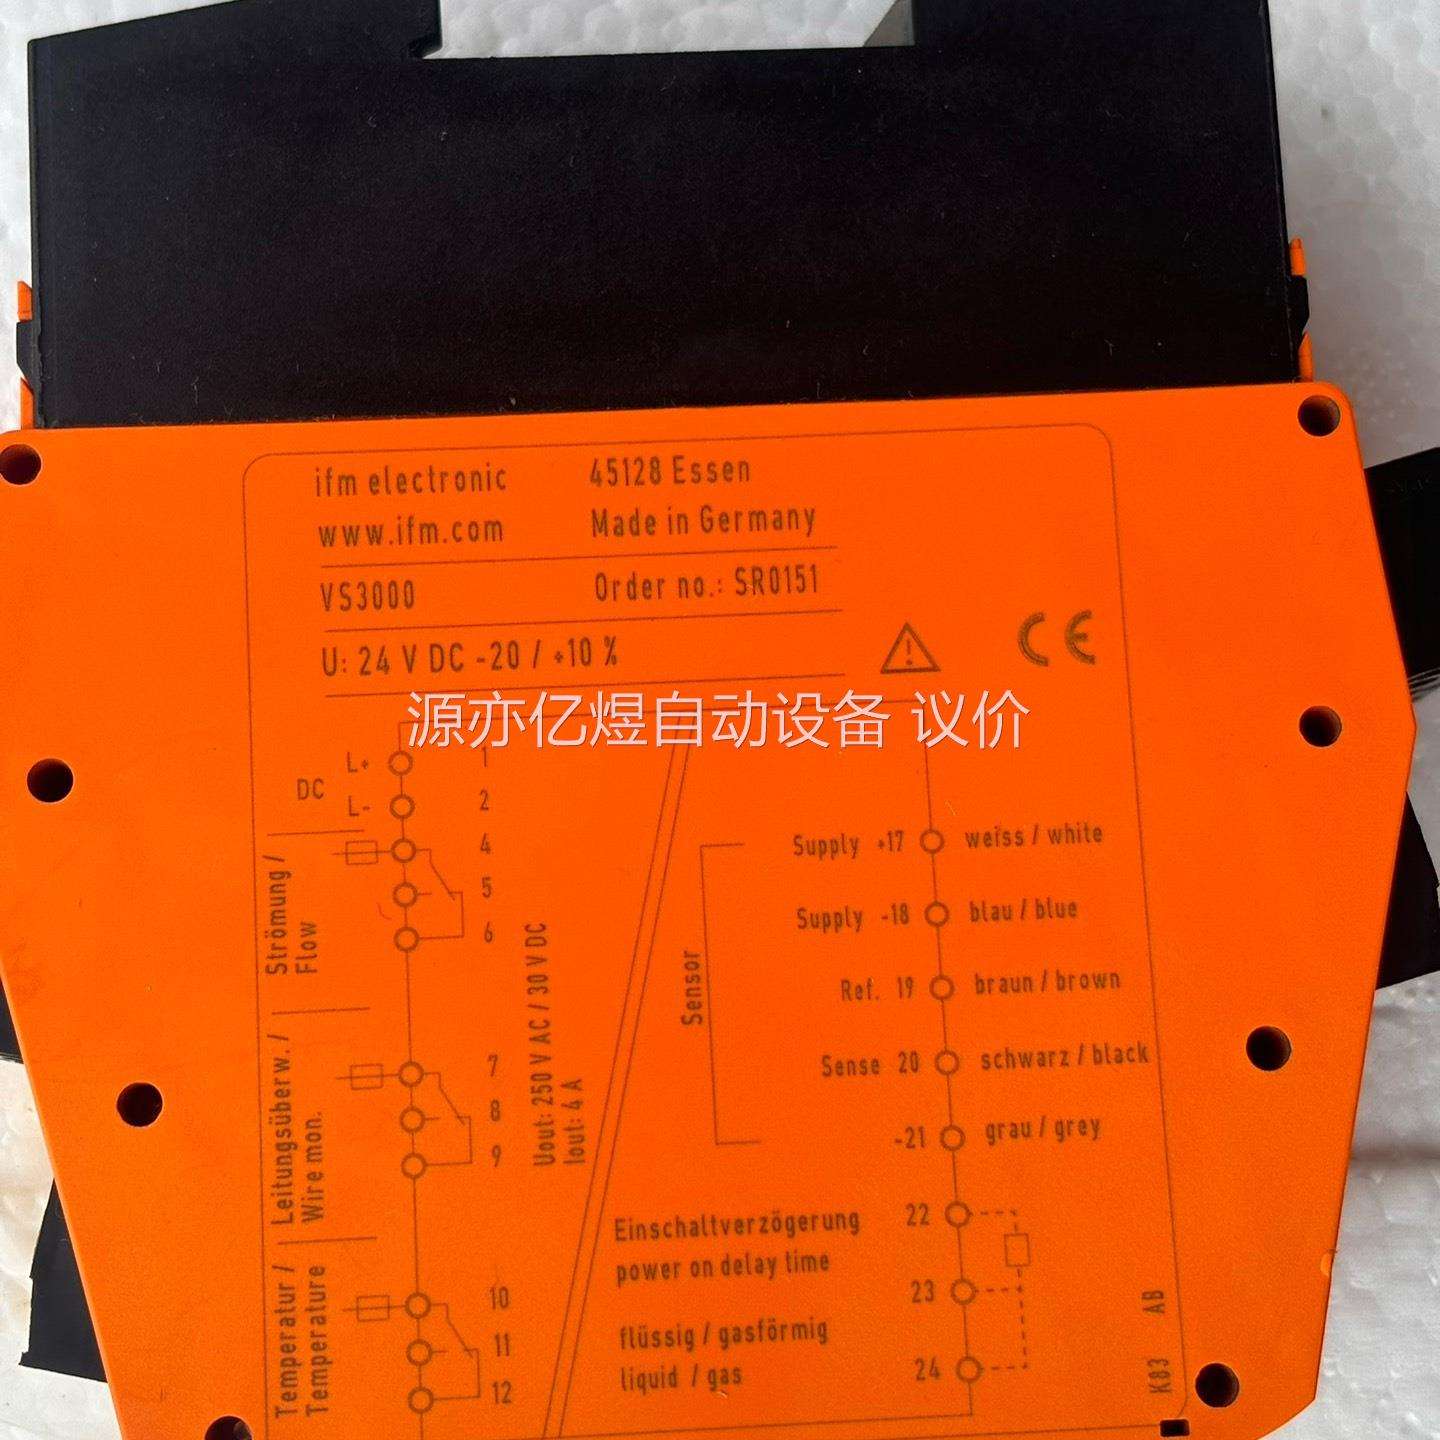 ifm electronic 45128 Essen
www.ifm.com Made in Germany
VS3000 Order no.: SR0151
U: 24 V DC -20 / +10 %
CE
源亦亿煜自动设备 议价
DC
L+ 1
L- 2
Strömung /
Flow
4
5
6
Leitungsüberw. /
Wire mon.
7
8
9
Temperatur /
Temperature
10
11
12
Uout: 250 V AC / 30 V DC
Iout: 4 A
Sensor
Supply +17 weiss / white
Supply -18 blau / blue
Ref. 19 braun / brown
Sense 20 schwarz / black
-21 grau / grey
Einschaltverzögerung 22
power on delay time
23
flüssig / gasförmig
liquid / gas 24
K83 AB